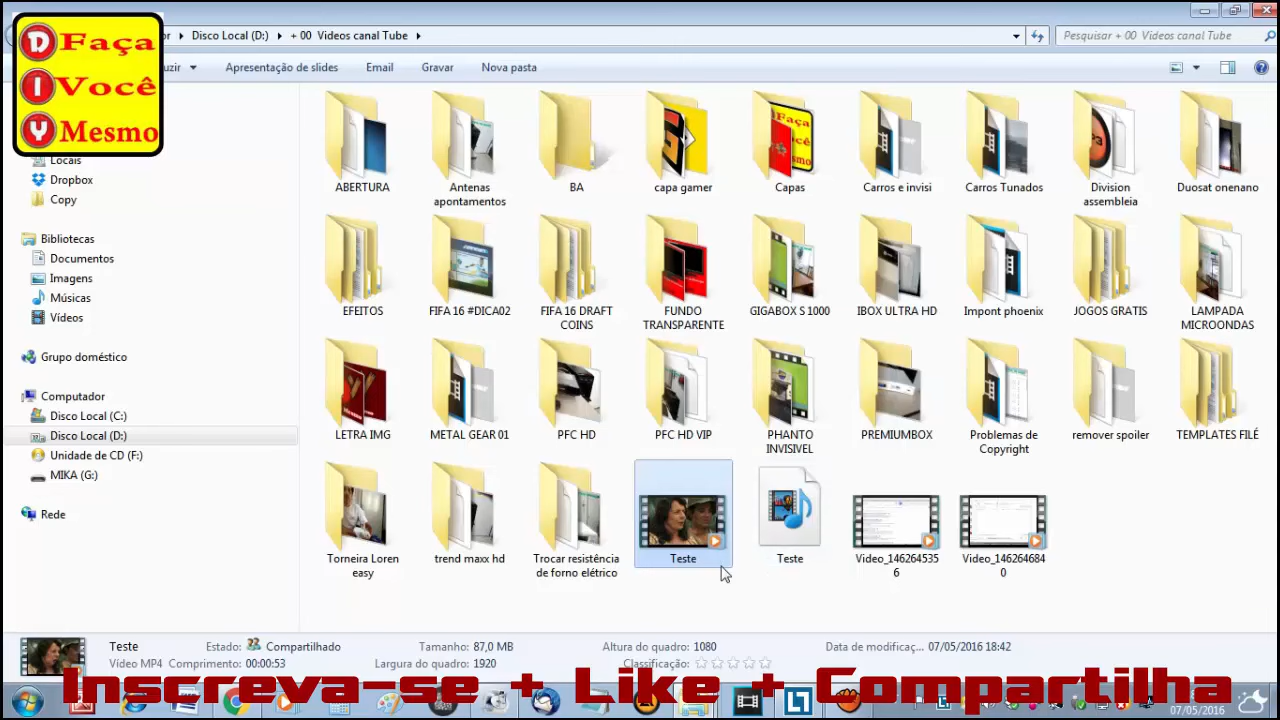 D Faça
I Você
Y Mesmo
Disco Local (D:)
+ 00 Videos canal Tube
Pesquisar + 00 Videos canal Tube
Apresentação de slides
Email
Gravar
Nova pasta
Locais
Dropbox
Copy
Bibliotecas
Documentos
Imagens
Músicas
Vídeos
Grupo doméstico
Computador
Disco Local (C:)
Disco Local (D:)
Unidade de CD (F:)
MIKA (G:)
Rede
ABERTURA
Antenas
apontamentos
BA
capa gamer
Capas
Carros e invisi
Carros Tunados
Division
assembleia
Duosat onenano
EFEITOS
FIFA 16 #DICA02
FIFA 16 DRAFT
COINS
FUNDO
TRANSPARENTE
GIGABOX S 1000
IBOX ULTRA HD
Impont phoenix
JOGOS GRATIS
LAMPADA
MICROONDAS
LETRA IMG
METAL GEAR 01
PFC HD
PFC HD VIP
PHANTO
INVISIVEL
PREMIUMBOX
Problemas de
Copyright
remover spoiler
TEMPLATES FILÉ
Torneira Loren
easy
trend maxx hd
Trocar resistência
de forno elétrico
Teste
Teste
Video_146264535
6
Video_146264684
0
Teste
Estado:
Compartilhado
Tamanho: 87,0 MB
Altura do quadro: 1080
Data de modificaç... 07/05/2016 18:42
Vídeo MP4
Comprimento: 00:00:53
Largura do quadro: 1920
Classificação:
Inscreva-se + Like + Compartilha
07/05/2016